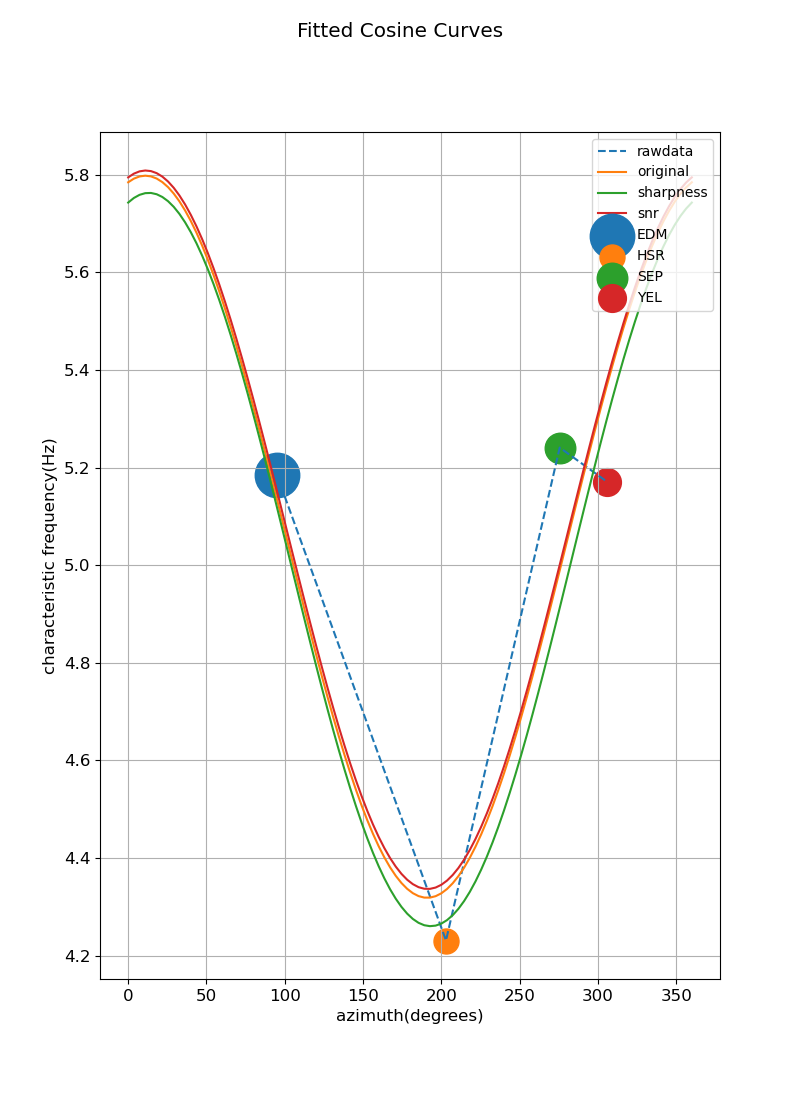 Fitted Cosine Curves
rawdata
original
sharpness
snr
EDM
HSR
SEP
YEL
5.8
5.6
5.4
5.2
5.0
4.8
4.6
4.4
4.2
characteristic frequency(Hz)
0 50 100 150 200 250 300 350
azimuth(degrees)